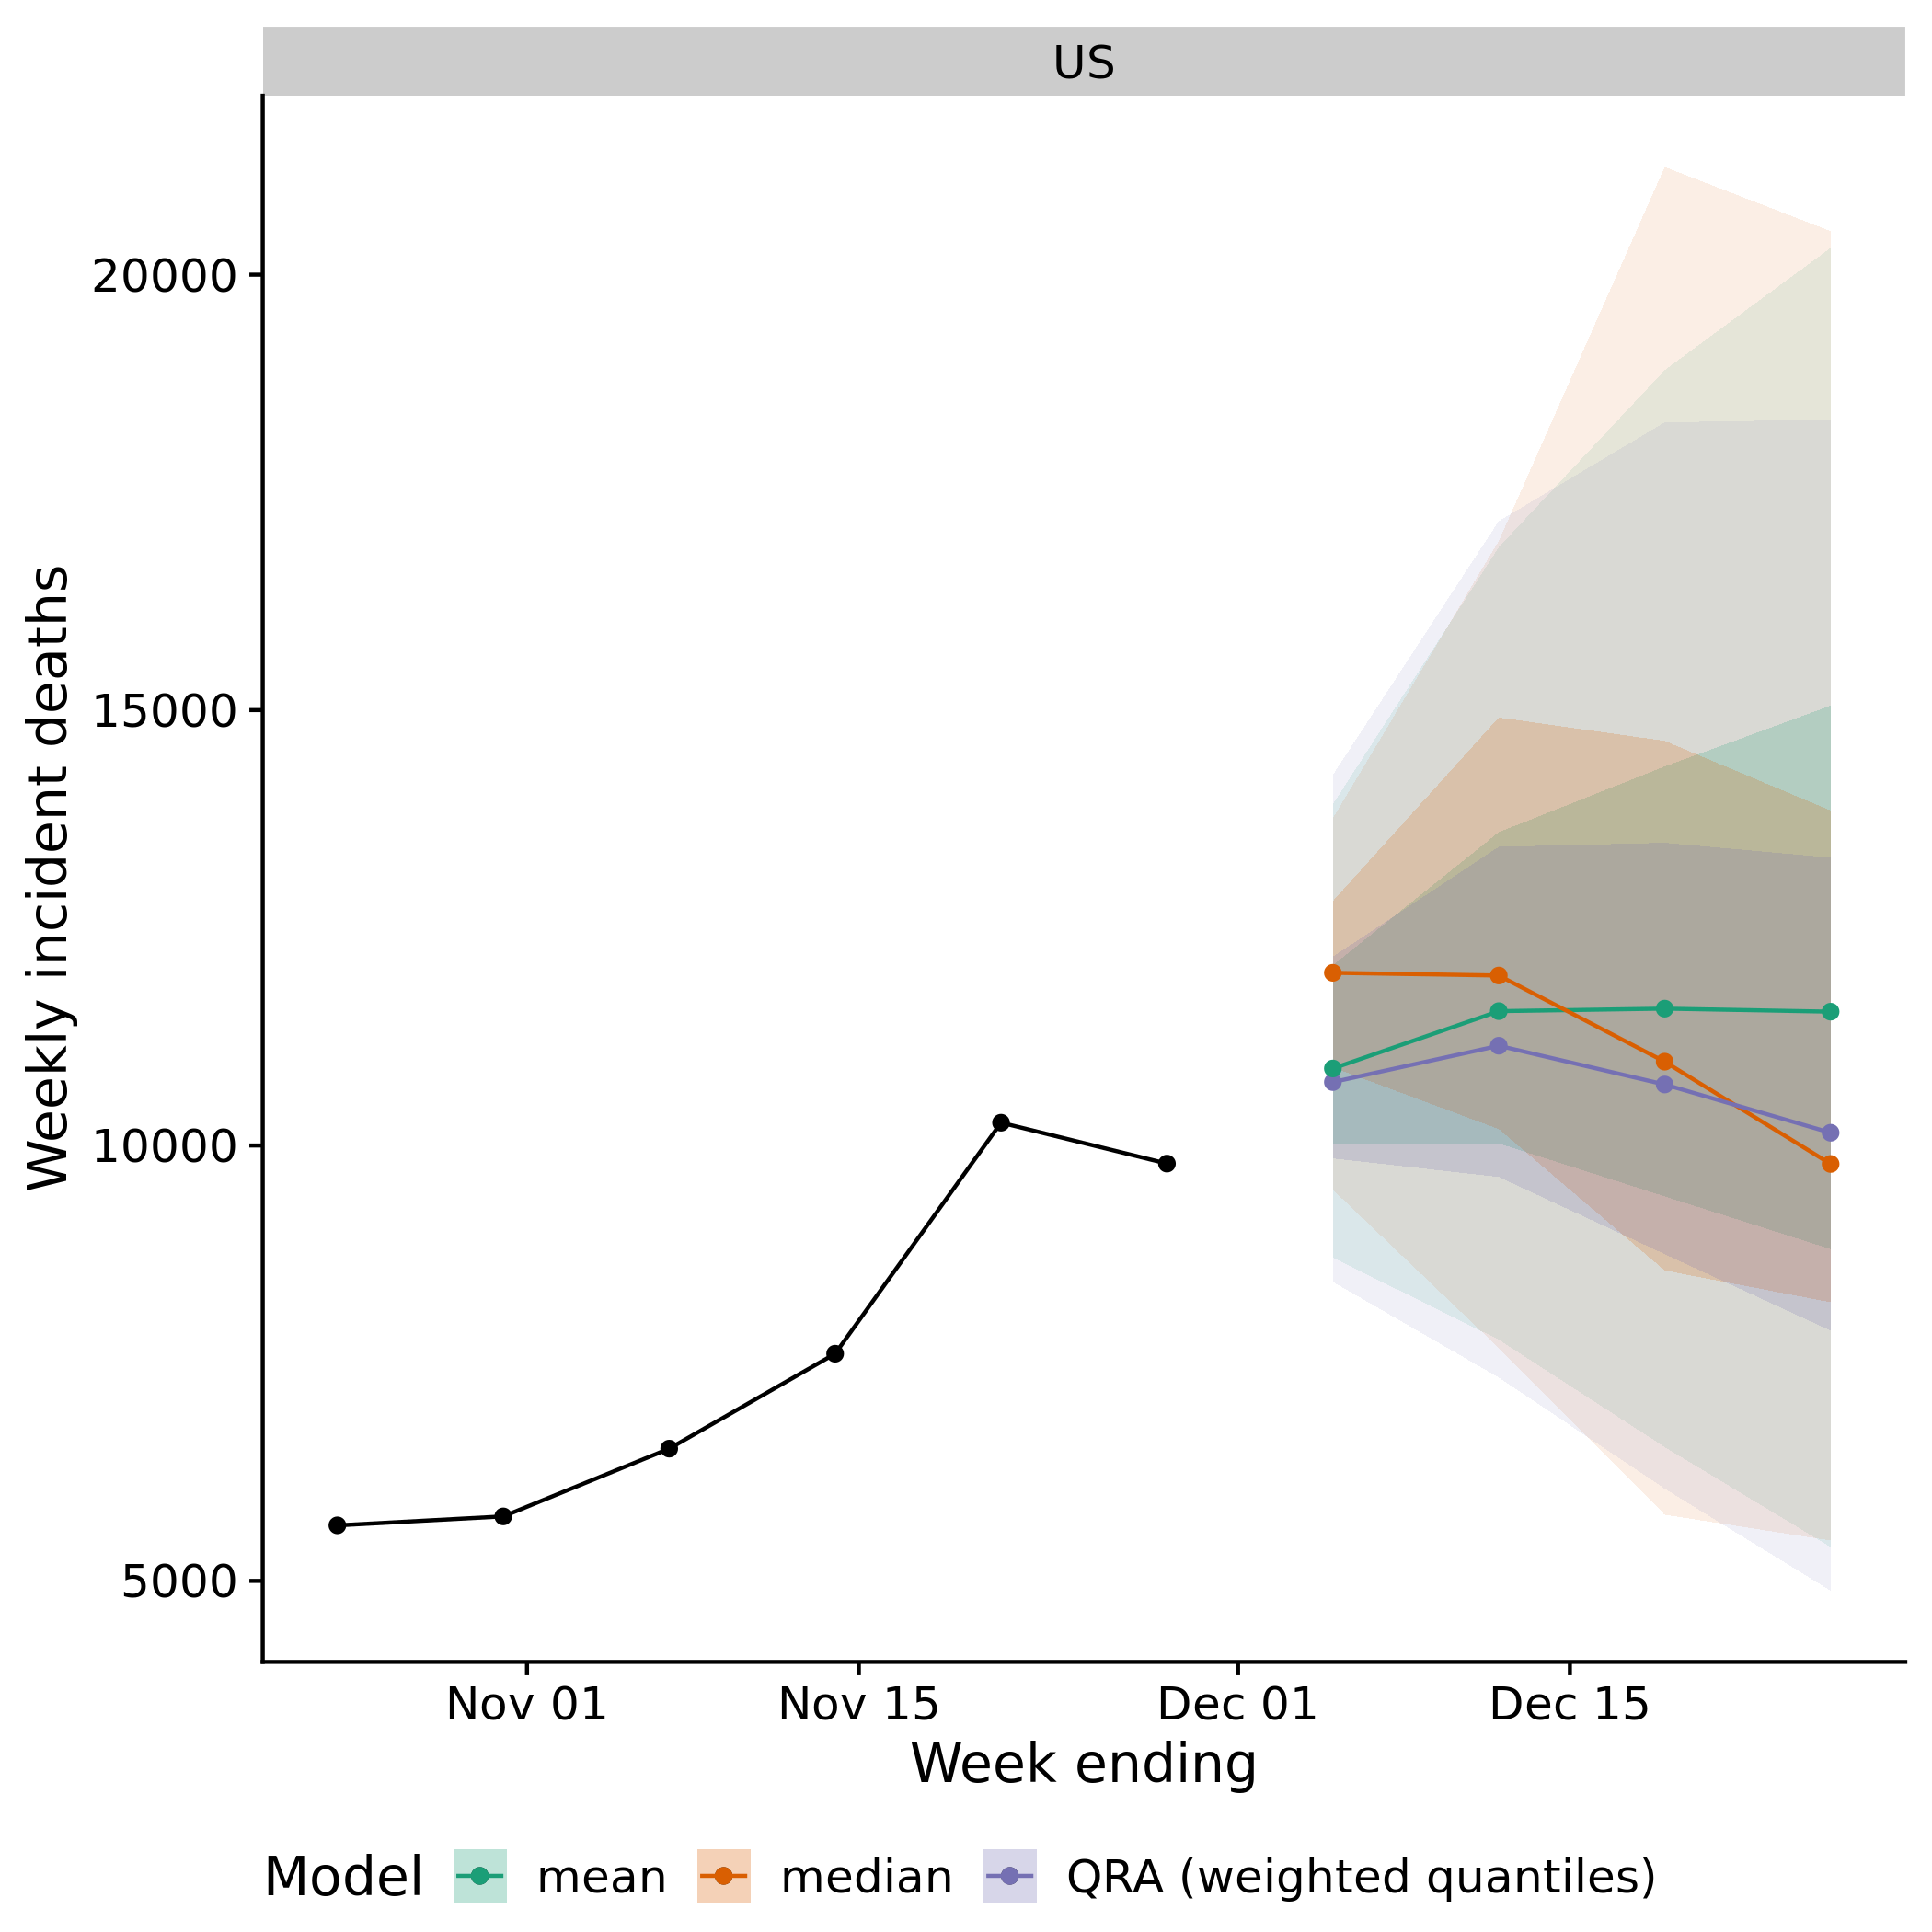 US
Weekly incident deaths
20000
15000
10000
5000
Nov 01 Nov 15 Dec 01 Dec 15
Week ending
Model mean median QRA (weighted quantiles)